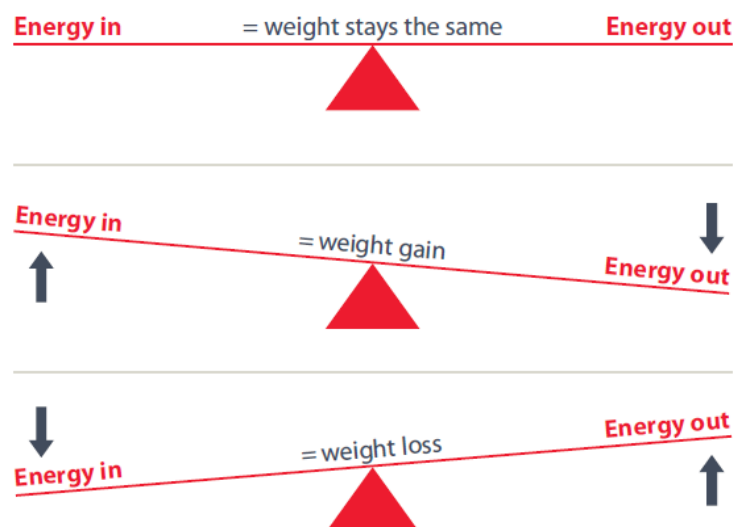 Energy in = weight stays the same Energy out
Energy in = weight gain Energy out
Energy in = weight loss Energy out